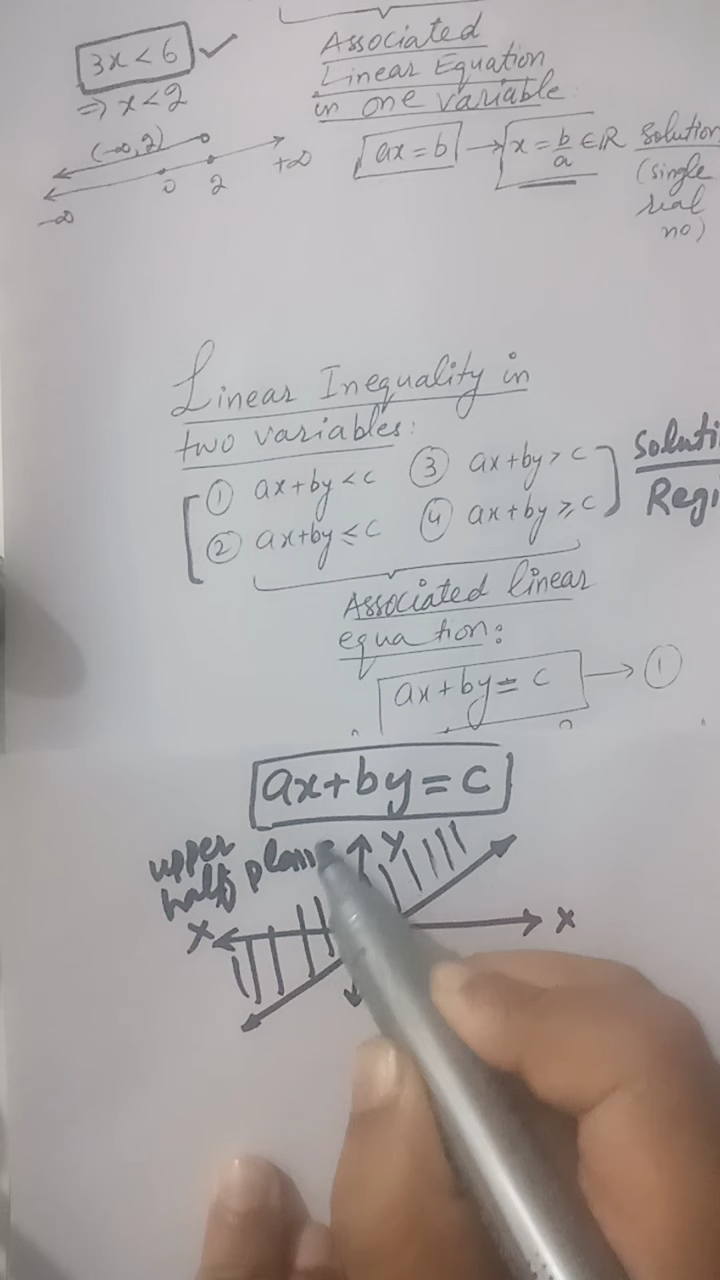 3x < 6 ✓
⇒ x < 2
(-∞, 2)
-∞ 0 2 +∞
Associated
Linear Equation
in one variable
ax = b → x = b/a ∈ ℝ solution
(single
real
no)
Linear Inequality in
two variables:
① ax+by < c ③ ax+by > c
② ax+by ≤ c ④ ax+by ≥ c
Associated linear
equation:
ax+by = c → ①
ax+by = c
upper
half plane
Y
X X